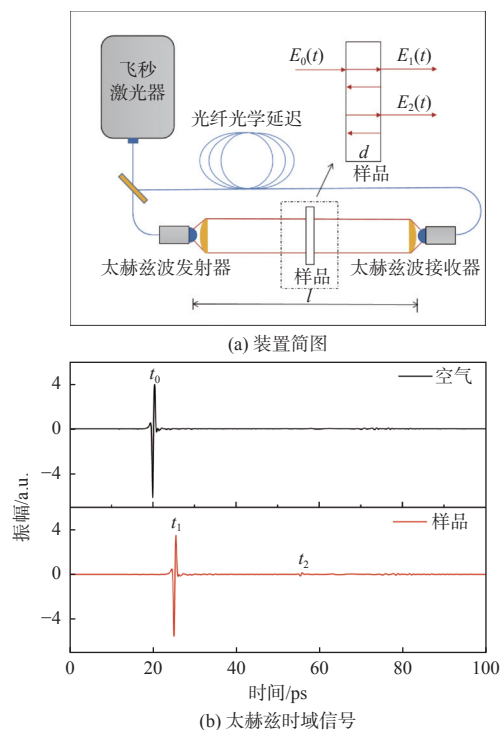 飞秒
激光器
光纤光学延迟
E₀(t)
E₁(t)
E₂(t)
d
样品
太赫兹波发射器
样品
太赫兹波接收器
l
(a) 装置简图
振幅/a.u.
4
0
−4
t₀
空气
4
0
−4
t₁
t₂
样品
0
20
40
60
80
100
时间/ps
(b) 太赫兹时域信号